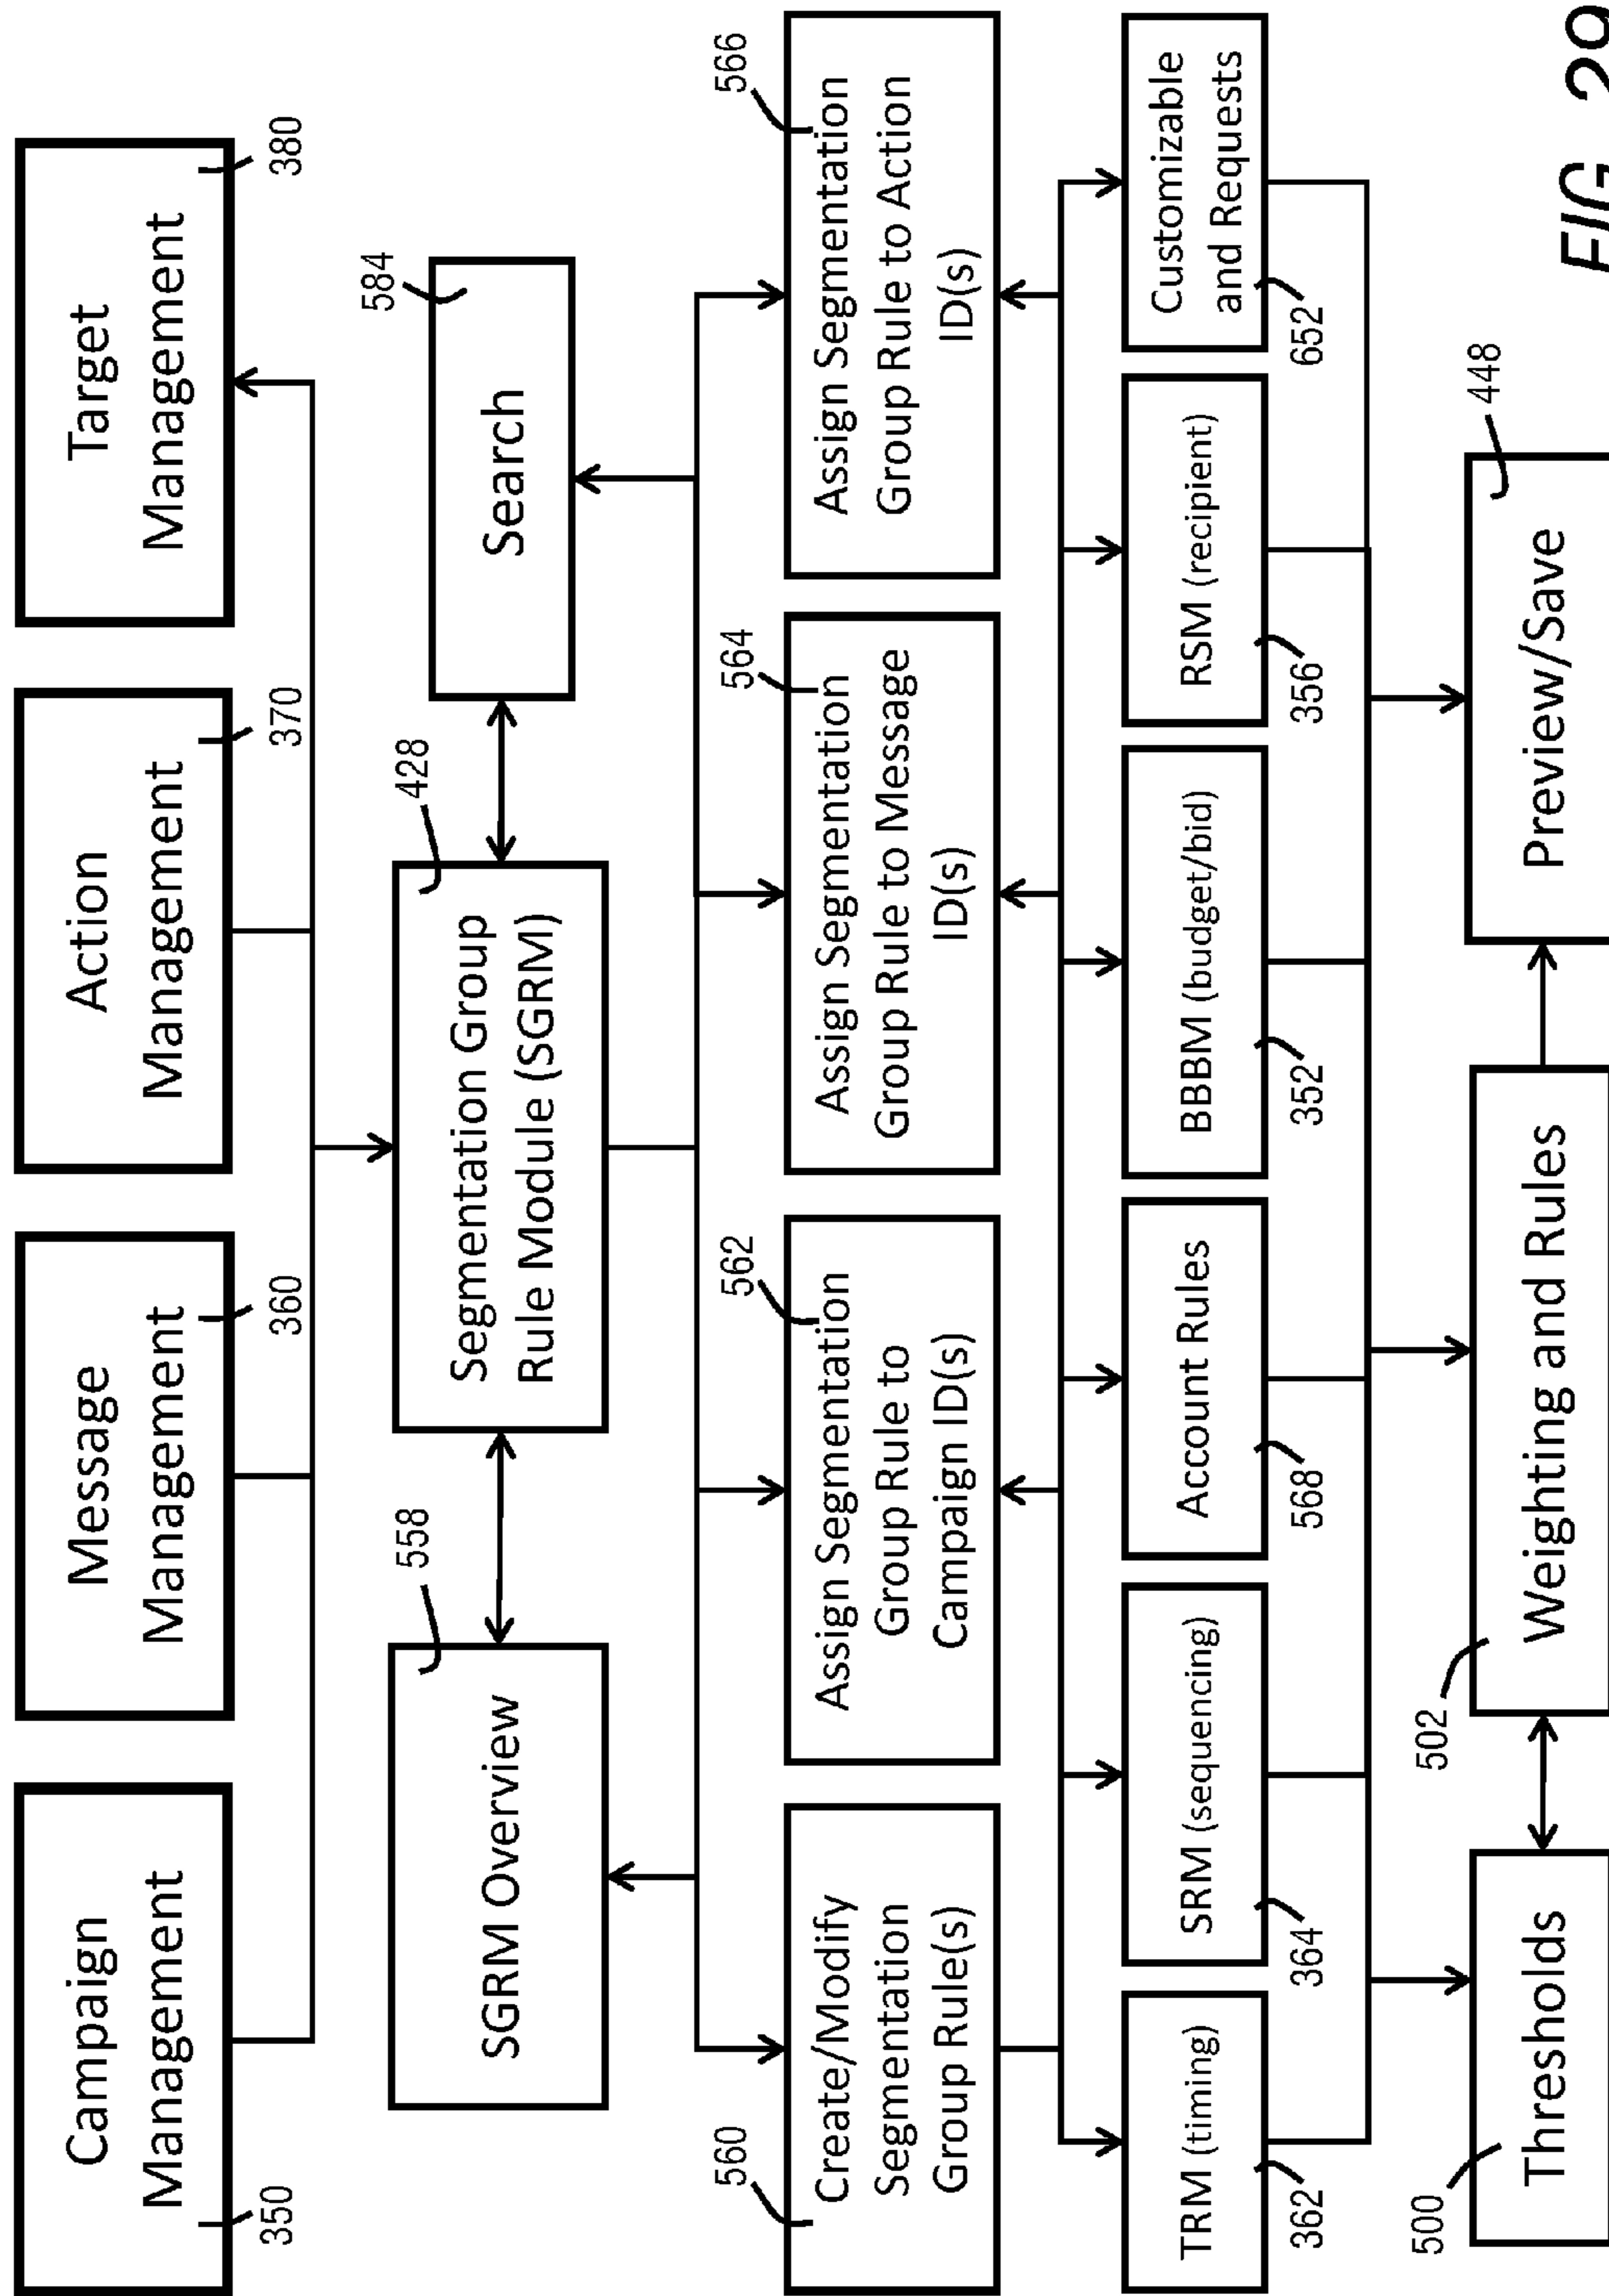 Campaign
Management
350
Message
Management
360
Action
Management
370
Target
Management
380
SGRM Overview
558
Segmentation Group
Rule Module (SGRM)
428
Search
584
Create/Modify
Segmentation
Group Rule(s)
560
Assign Segmentation
Group Rule to
Campaign ID(s)
562
Assign Segmentation
Group Rule to Message
ID(s)
564
Assign Segmentation
Group Rule to Action
ID(s)
566
TRM (timing)
362
SRM (sequencing)
364
Account Rules
568
BBBM (budget/bid)
352
RSM (recipient)
356
Customizable
and Requests
652
Thresholds
500
Weighting and Rules
502
Preview/Save
448
FIG. 29